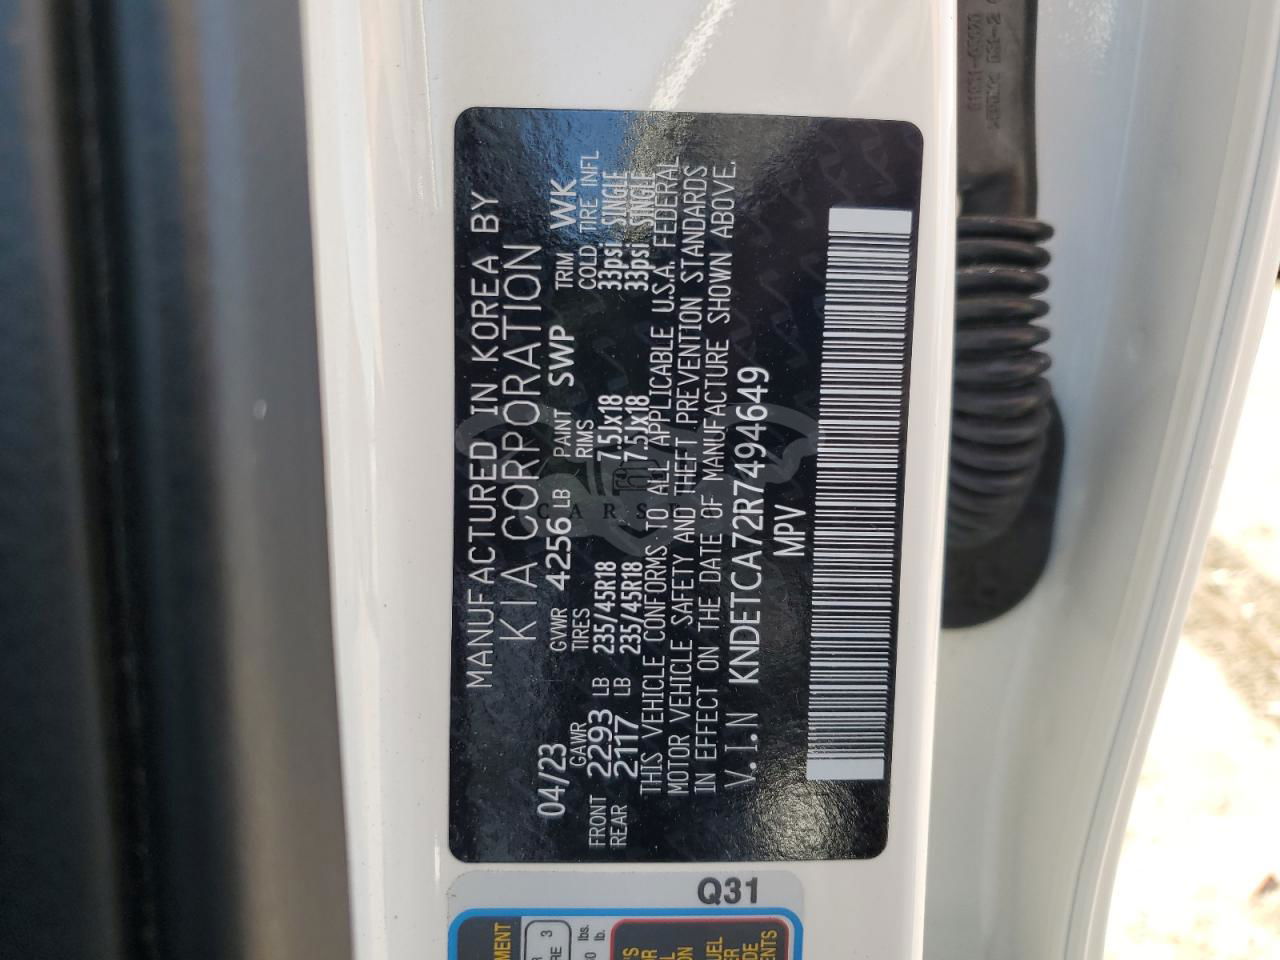 MANUFACTURED IN KOREA BY
KIA CORPORATION
04/23 GVWR 4256 LB PAINT SWP TRIM WK
GAWR TIRES RIMS COLD TIRE INFL
FRONT 2293 LB 235/45R18 7.5Jx18 33psi SINGLE
REAR 2117 LB 235/45R18 7.5Jx18 33psi SINGLE
THIS VEHICLE CONFORMS TO ALL APPLICABLE U.S.A. FEDERAL
MOTOR VEHICLE SAFETY AND THEFT PREVENTION STANDARDS
IN EFFECT ON THE DATE OF MANUFACTURE SHOWN ABOVE.
V.I.N KNDETCA72R7494649
MPV
Q31